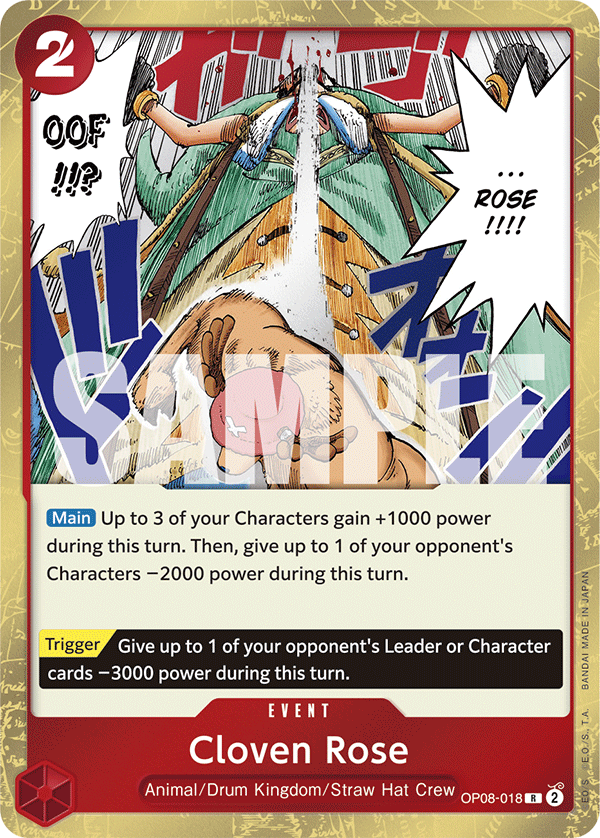 2
OOF
!!?
...
ROSE
!!!!
SAMPLE
Main Up to 3 of your Characters gain +1000 power
during this turn. Then, give up to 1 of your opponent's
Characters −2000 power during this turn.
Trigger Give up to 1 of your opponent's Leader or Character
cards −3000 power during this turn.
EVENT
Cloven Rose
Animal/Drum Kingdom/Straw Hat Crew
OP08-018 R 2
BANDAI MADE IN JAPAN